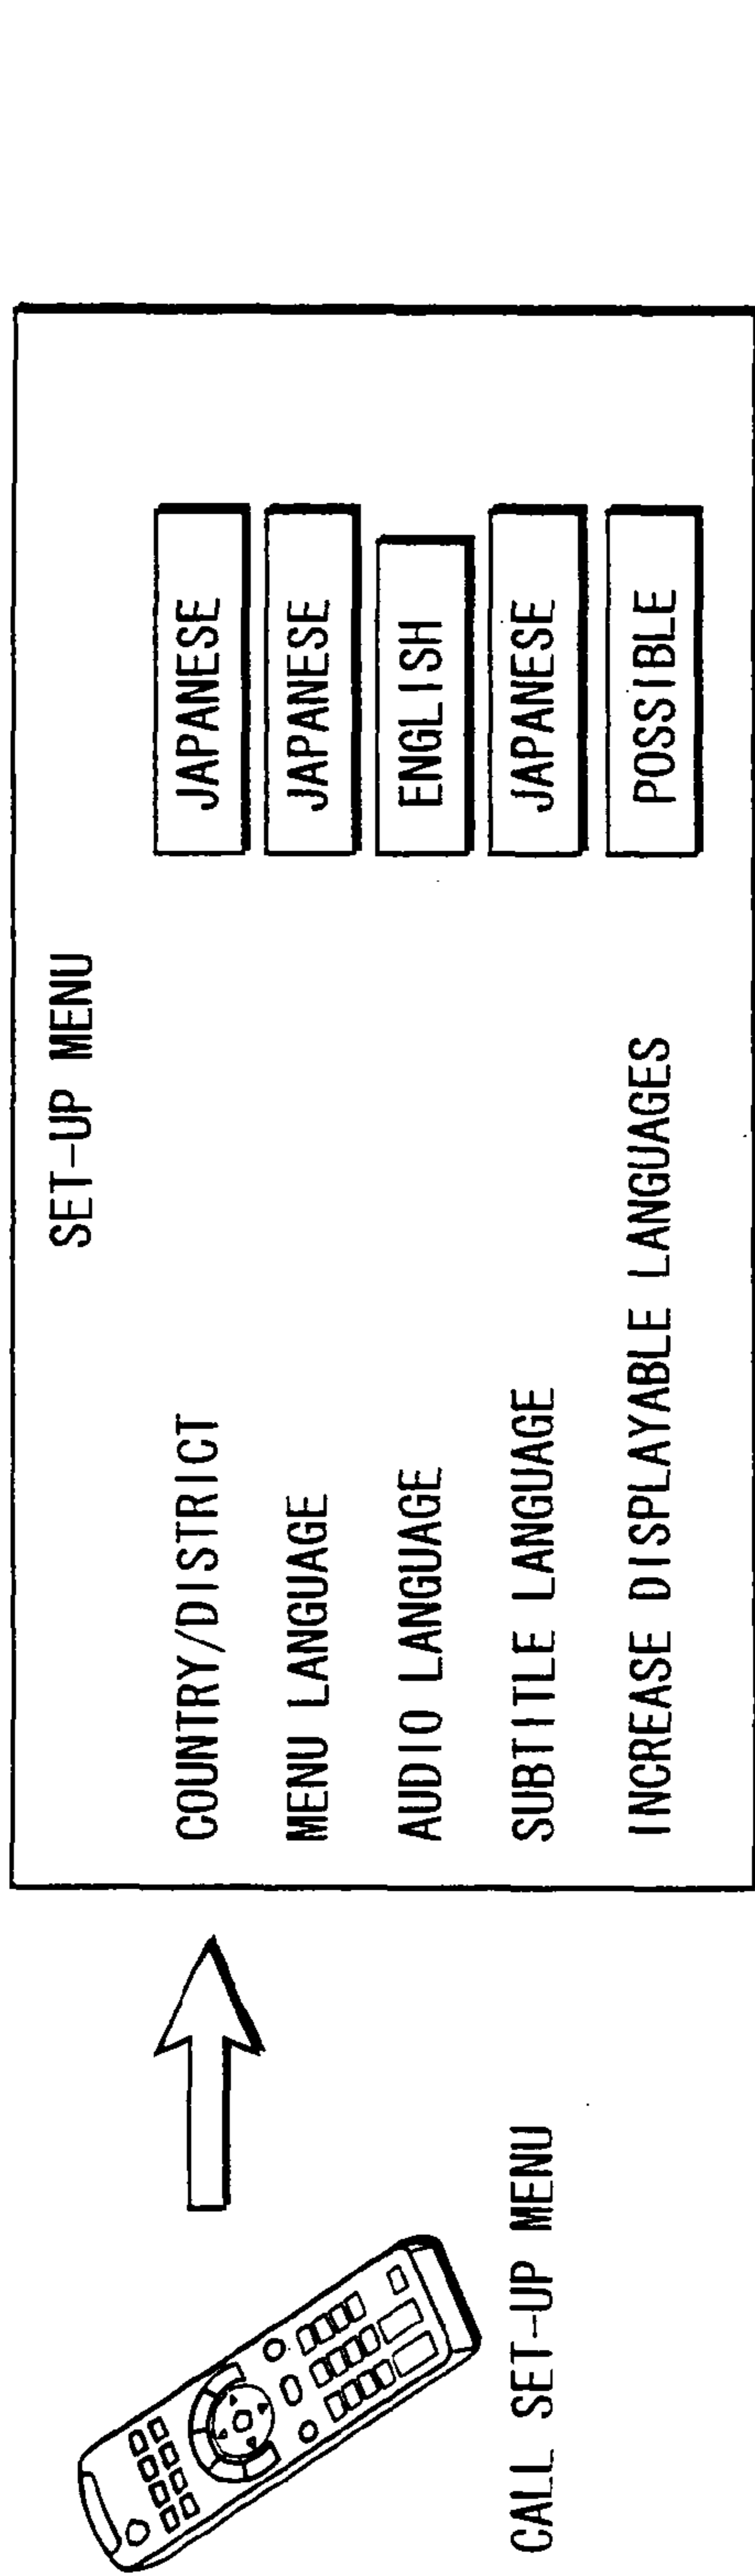 SET-UP MENU
COUNTRY/DISTRICT JAPANESE
MENU LANGUAGE JAPANESE
AUDIO LANGUAGE ENGLISH
SUBTITLE LANGUAGE JAPANESE
INCREASE DISPLAYABLE LANGUAGES POSSIBLE
CALL SET-UP MENU